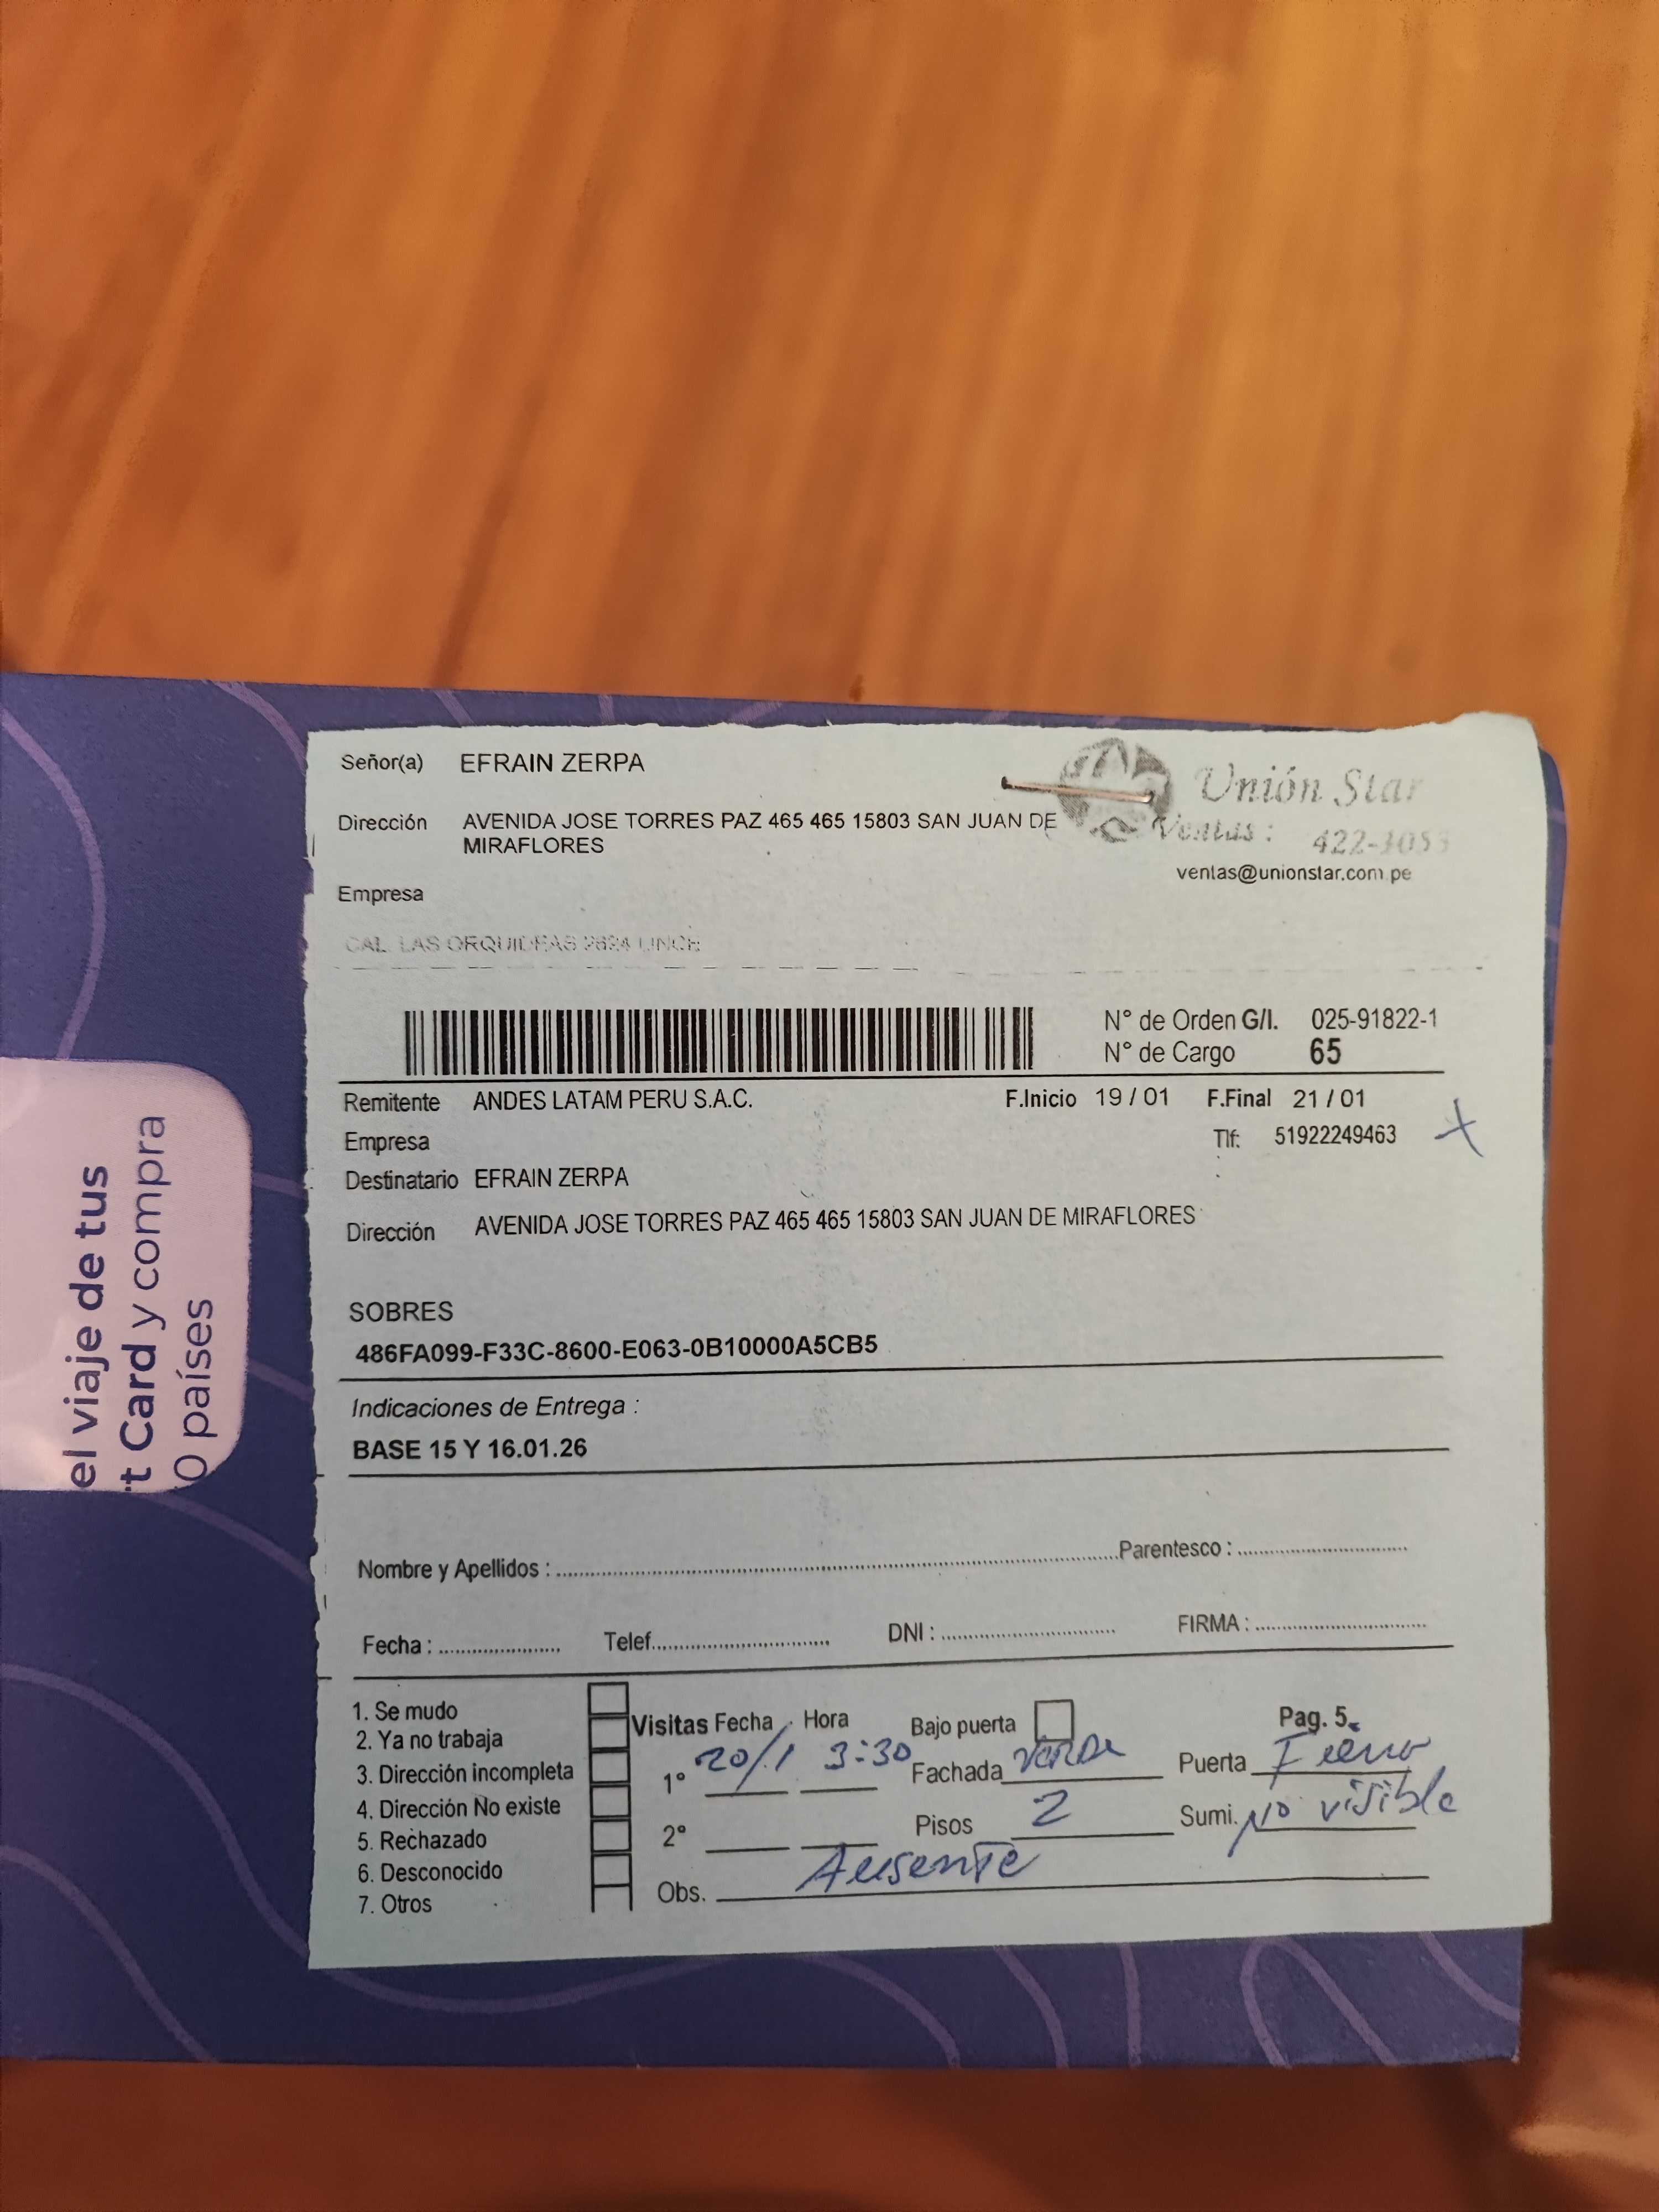 Señor(a) EFRAIN ZERPA
Unión Star
Dirección AVENIDA JOSE TORRES PAZ 465 465 15803 SAN JUAN DE
MIRAFLORES
Ventas :
ventas@unionstar.com.pe
Empresa
CAL. LAS ORQUIDEAS 2624 LINCE
N° de Orden G/I. 025-91822-1
N° de Cargo 65
Remitente ANDES LATAM PERU S.A.C. F.Inicio 19 / 01 F.Final 21 / 01
Empresa Tlf: 51922249463
Destinatario EFRAIN ZERPA
Dirección AVENIDA JOSE TORRES PAZ 465 465 15803 SAN JUAN DE MIRAFLORES
SOBRES
486FA099-F33C-8600-E063-0B10000A5CB5
Indicaciones de Entrega :
BASE 15 Y 16.01.26
Nombre y Apellidos : Parentesco :
Fecha : Telef. DNI : FIRMA :
1. Se mudo
2. Ya no trabaja
3. Dirección incompleta
4. Dirección No existe
5. Rechazado
6. Desconocido
7. Otros
Visitas Fecha Hora Bajo puerta Pag. 5
1° 20/1 3:30 Fachada Verde Puerta Fierro
2° Pisos 2 Sumi. No visible
Obs. Ausente
el viaje de tus
t Card y compra
0 países